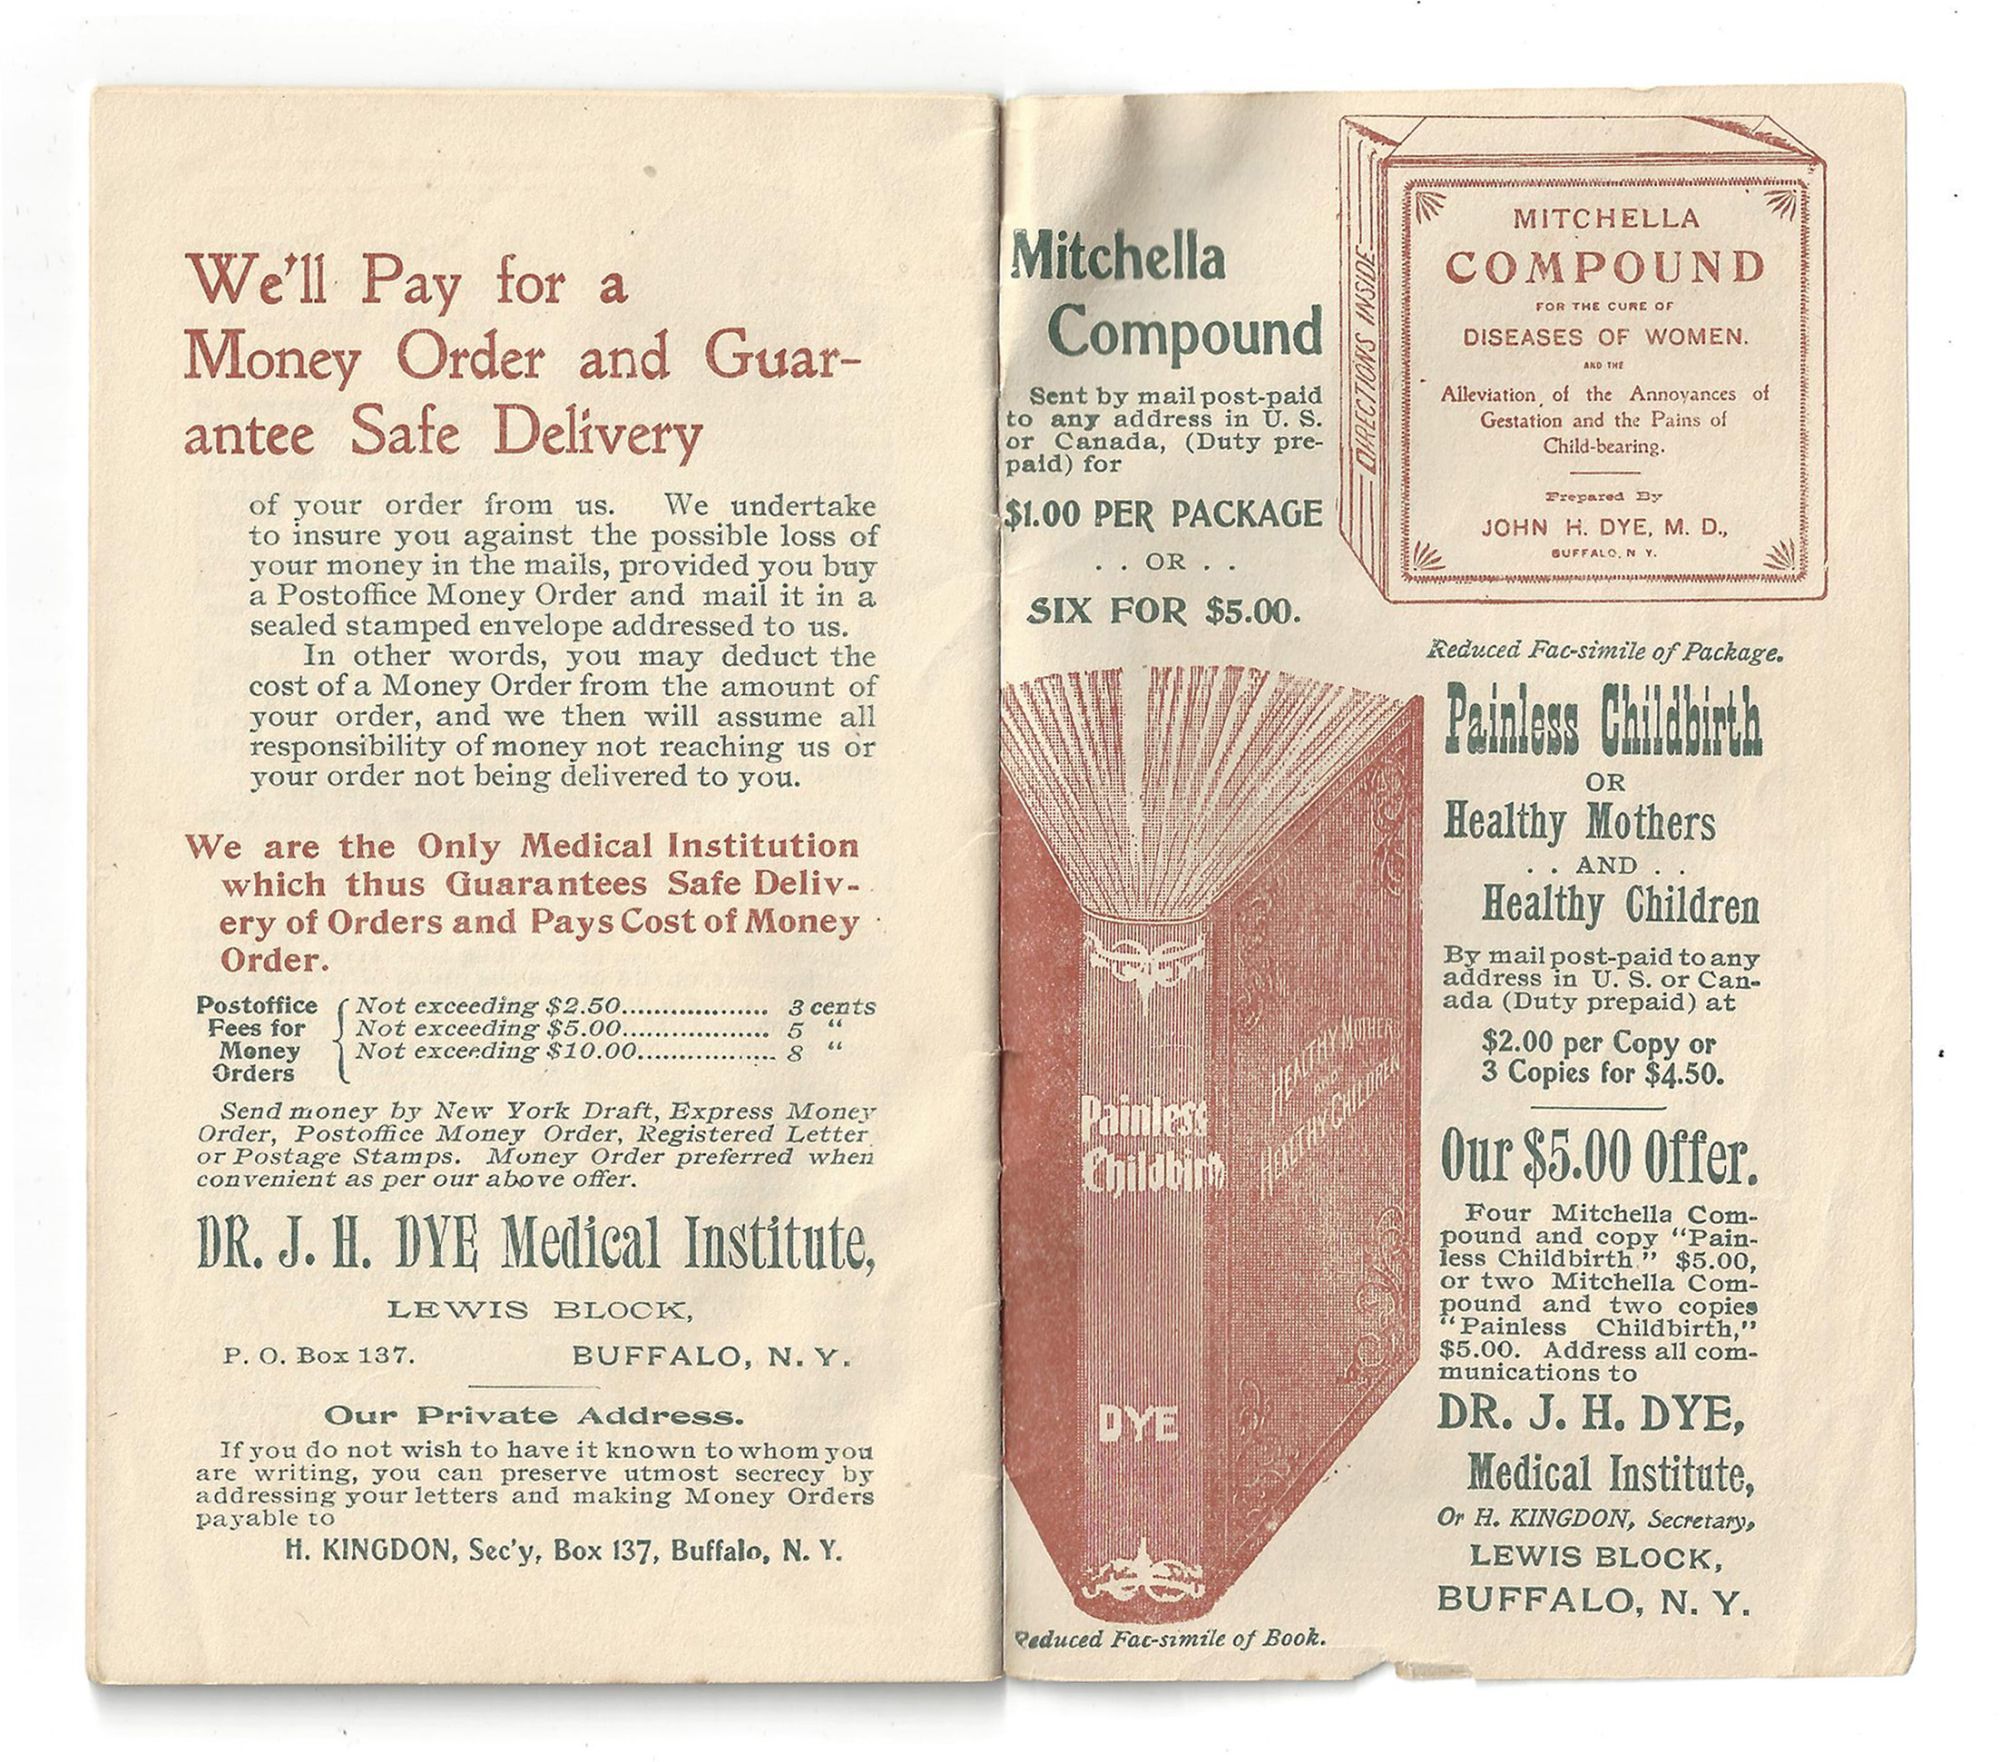 We'll Pay for a
Money Order and Guar-
antee Safe Delivery
of your order from us. We undertake
to insure you against the possible loss of
your money in the mails, provided you buy
a Postoffice Money Order and mail it in a
sealed stamped envelope addressed to us.
In other words, you may deduct the
cost of a Money Order from the amount of
your order, and we then will assume all
responsibility of money not reaching us or
your order not being delivered to you.
We are the Only Medical Institution
which thus Guarantees Safe Deliv-
ery of Orders and Pays Cost of Money
Order.
Postoffice Fees for Money Orders
Not exceeding $2.50................... 3 cents
Not exceeding $5.00................... 5 "
Not exceeding $10.00.................. 8 "
Send money by New York Draft, Express Money
Order, Postoffice Money Order, Registered Letter
or Postage Stamps. Money Order preferred when
convenient as per our above offer.
DR. J. H. DYE Medical Institute,
LEWIS BLOCK,
P. O. Box 137. BUFFALO, N. Y.
Our Private Address.
If you do not wish to have it known to whom you
are writing, you can preserve utmost secrecy by
addressing your letters and making Money Orders
payable to
H. KINGDON, Sec'y, Box 137, Buffalo, N. Y.
Mitchella
Compound
Sent by mail post-paid
to any address in U. S.
or Canada, (Duty pre-
paid) for
$1.00 PER PACKAGE
. . OR . .
SIX FOR $5.00.
DIRECTIONS INSIDE
MITCHELLA
COMPOUND
FOR THE CURE OF
DISEASES OF WOMEN.
AND THE
Alleviation of the Annoyances of
Gestation and the Pains of
Child-bearing.
Prepared By
JOHN H. DYE, M. D.,
BUFFALO, N Y.
Reduced Fac-simile of Package.
Painless
Childbirth
DYE
HEALTHY MOTHERS
AND
HEALTHY CHILDREN
Reduced Fac-simile of Book.
Painless Childbirth
OR
Healthy Mothers
. . AND . .
Healthy Children
By mail post-paid to any
address in U. S. or Can-
ada (Duty prepaid) at
$2.00 per Copy or
3 Copies for $4.50.
Our $5.00 Offer.
Four Mitchella Com-
pound and copy "Pain-
less Childbirth" $5.00,
or two Mitchella Com-
pound and two copies
"Painless Childbirth,"
$5.00. Address all com-
munications to
DR. J. H. DYE,
Medical Institute,
Or H. KINGDON, Secretary,
LEWIS BLOCK,
BUFFALO, N. Y.